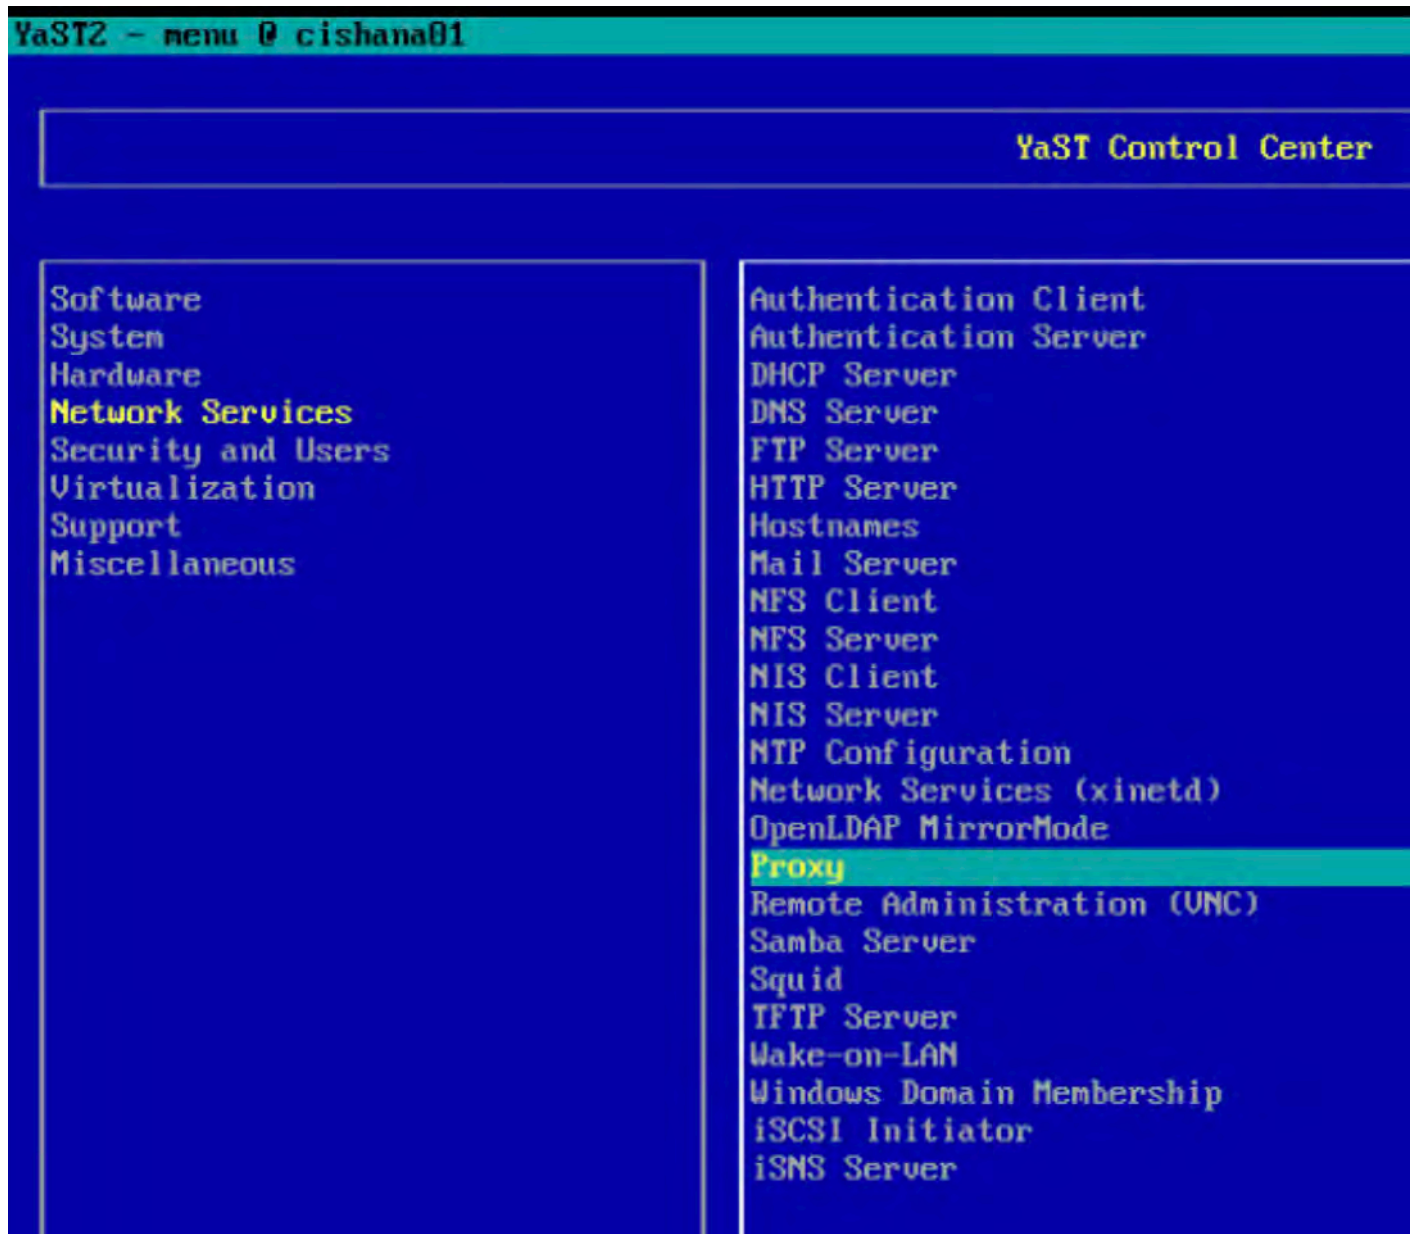 YaST2 - menu @ cishana01
YaST Control Center
Software
System
Hardware
Network Services
Security and Users
Virtualization
Support
Miscellaneous
Authentication Client
Authentication Server
DHCP Server
DNS Server
FTP Server
HTTP Server
Hostnames
Mail Server
NFS Client
NFS Server
NIS Client
NIS Server
NTP Configuration
Network Services (xinetd)
OpenLDAP MirrorMode
Proxy
Remote Administration (VNC)
Samba Server
Squid
TFTP Server
Wake-on-LAN
Windows Domain Membership
iSCSI Initiator
iSNS Server